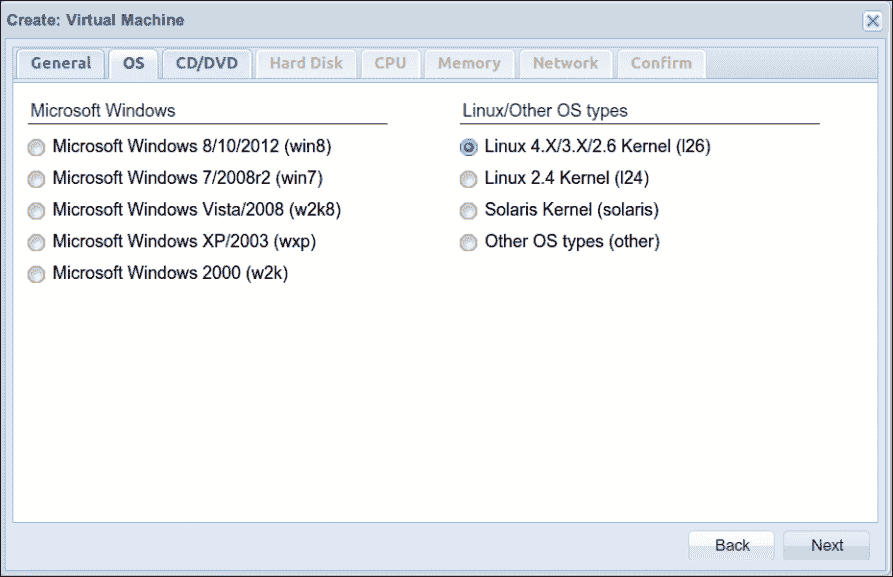 Create: Virtual Machine
General OS CD/DVD Hard Disk CPU Memory Network Confirm
Microsoft Windows
Microsoft Windows 8/10/2012 (win8)
Microsoft Windows 7/2008r2 (win7)
Microsoft Windows Vista/2008 (w2k8)
Microsoft Windows XP/2003 (wxp)
Microsoft Windows 2000 (w2k)
Linux/Other OS types
Linux 4.X/3.X/2.6 Kernel (l26)
Linux 2.4 Kernel (l24)
Solaris Kernel (solaris)
Other OS types (other)
Back Next